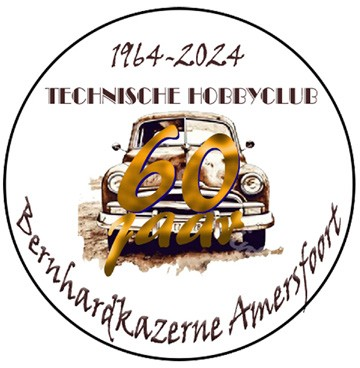 1964-2024
TECHNISCHE HOBBYCLUB
60
jaar
Bernhardkazerne Amersfoort